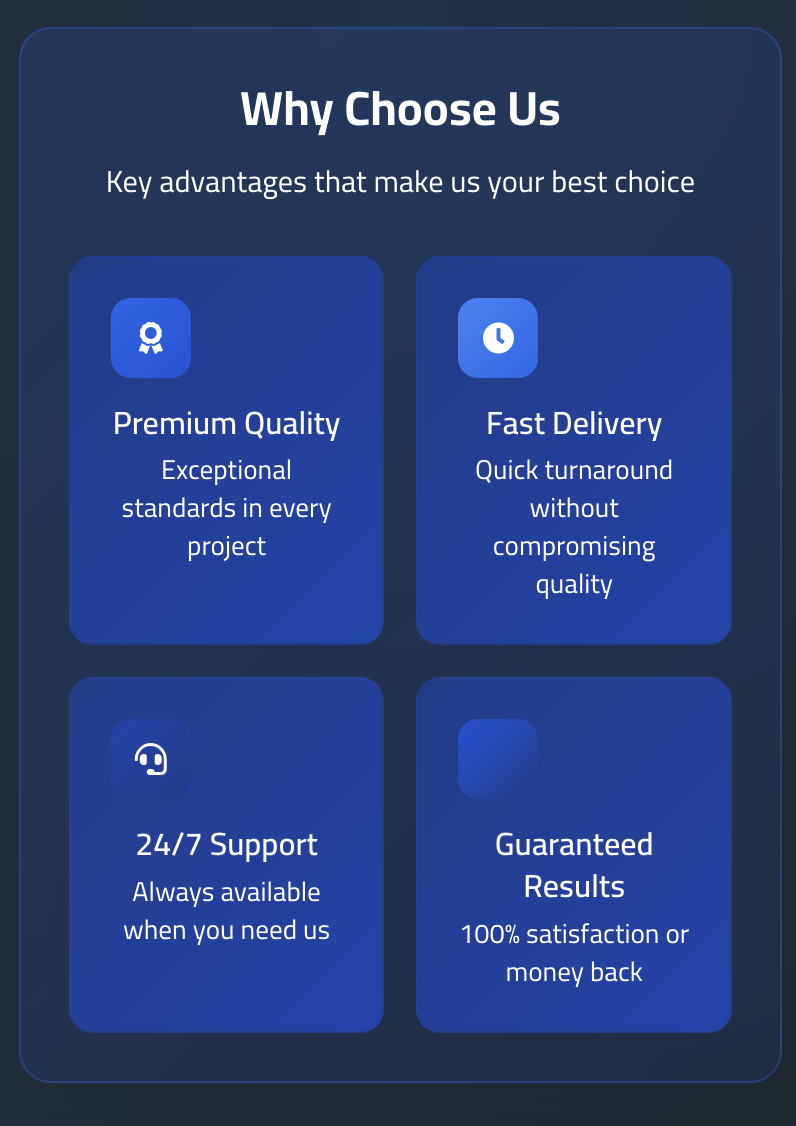 Why Choose Us
Key advantages that make us your best choice
Premium Quality
Exceptional
standards in every
project
Fast Delivery
Quick turnaround
without
compromising
quality
24/7 Support
Always available
when you need us
Guaranteed
Results
100% satisfaction or
money back